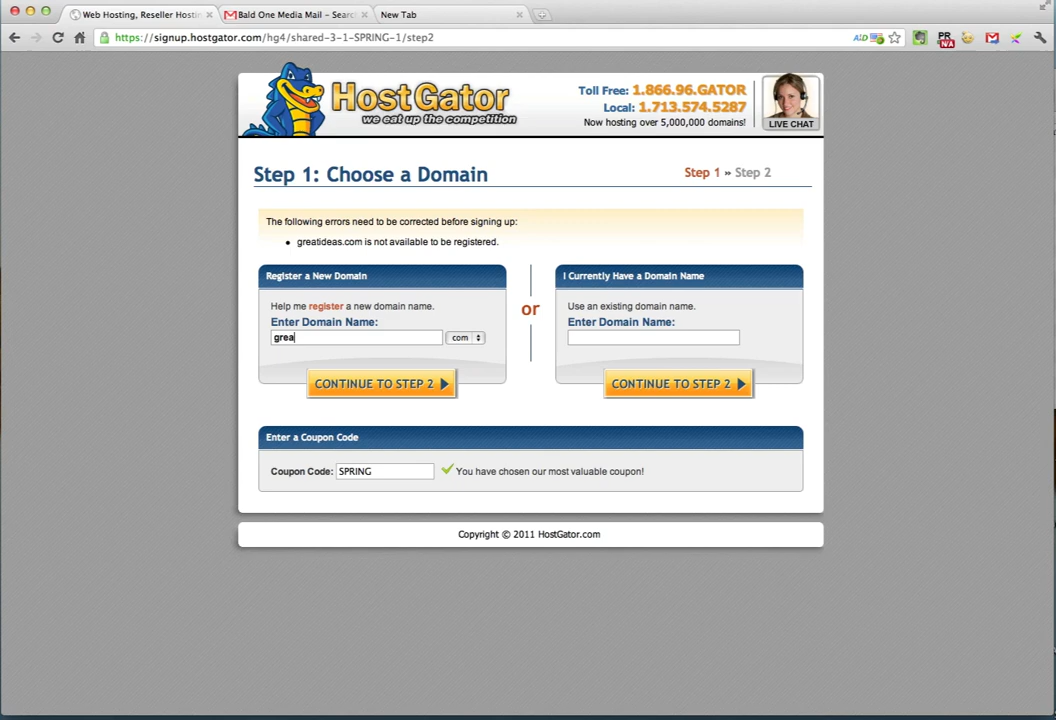 Web Hosting, Reseller Hosti
Bald One Media Mail – Searc
New Tab
https://signup.hostgator.com/hg4/shared-3-1-SPRING-1/step2
PR
N/A
HostGator
we eat up the competition
Toll Free: 1.866.96.GATOR
Local: 1.713.574.5287
Now hosting over 5,000,000 domains!
LIVE CHAT
Step 1: Choose a Domain
Step 1 » Step 2
The following errors need to be corrected before signing up:
• greatideas.com is not available to be registered.
Register a New Domain
Help me register a new domain name.
Enter Domain Name:
grea
com
CONTINUE TO STEP 2
or
I Currently Have a Domain Name
Use an existing domain name.
Enter Domain Name:
CONTINUE TO STEP 2
Enter a Coupon Code
Coupon Code: SPRING You have chosen our most valuable coupon!
Copyright © 2011 HostGator.com